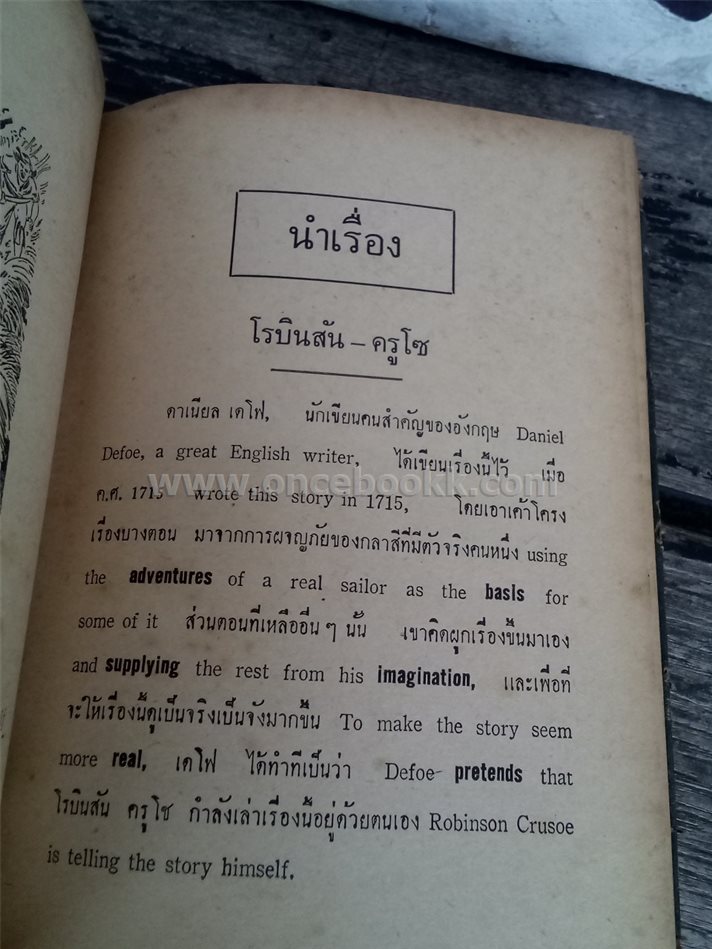 นำเรื่อง
โรบินสัน – ครูโซ
ดาเนียล เดโฟ, นักเขียนคนสำคัญของอังกฤษ Daniel
Defoe, a great English writer, ได้เขียนเรื่องนี้ไว้ เมื่อ
www.oncebookk.com
ค.ศ. 1715 wrote this story in 1715, โดยเอาเค้าโครง
เรื่องบางตอน มาจากการผจญภัยของกลาสีที่มีตัวจริงคนหนึ่ง using
the adventures of a real sailor as the basis for
some of it ส่วนตอนที่เหลืออื่น ๆ นั้น เขาคิดผูกเรื่องขึ้นมาเอง
and supplying the rest from his imagination, และเพื่อที่
จะให้เรื่องนี้ดูเป็นจริงเป็นจังมากขึ้น To make the story seem
more real, เดโฟ ได้ทำทีเป็นว่า Defoe pretends that
โรบินสัน ครูโซ กำลังเล่าเรื่องนี้อยู่ด้วยตนเอง Robinson Crusoe
is telling the story himself.